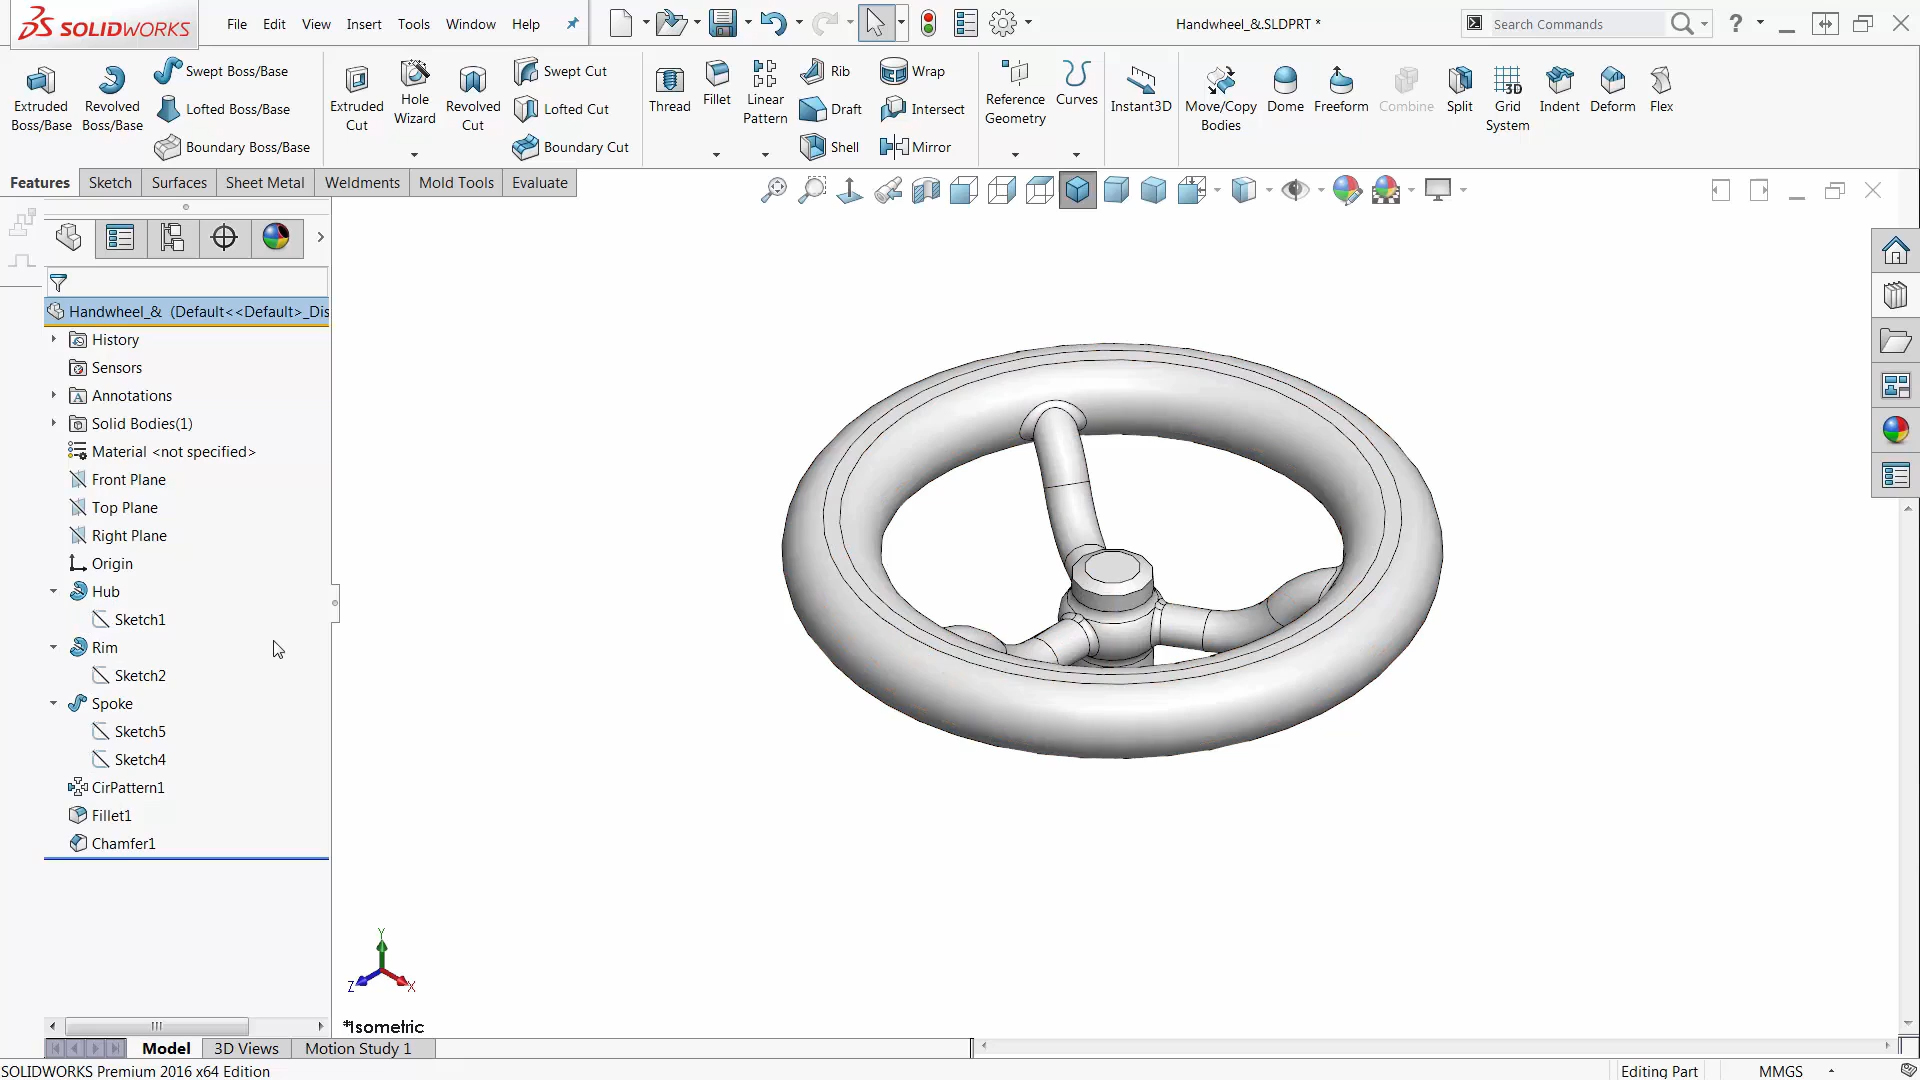 SOLIDWORKS
File Edit View Insert Tools Window Help
Handwheel_&.SLDPRT *
Search Commands
?
Extruded Boss/Base
Revolved Boss/Base
Swept Boss/Base
Lofted Boss/Base
Boundary Boss/Base
Extruded Cut
Hole Wizard
Revolved Cut
Swept Cut
Lofted Cut
Boundary Cut
Thread
Fillet
Linear Pattern
Rib
Draft
Shell
Wrap
Intersect
Mirror
Reference Geometry
Curves
Instant3D
Move/Copy Bodies
Dome
Freeform
Combine
Split
Grid System
Indent
Deform
Flex
Features Sketch Surfaces Sheet Metal Weldments Mold Tools Evaluate
Handwheel_& (Default<<Default>_Dis
History
Sensors
Annotations
Solid Bodies(1)
Material <not specified>
Front Plane
Top Plane
Right Plane
Origin
Hub
Sketch1
Rim
Sketch2
Spoke
Sketch5
Sketch4
CirPattern1
Fillet1
Chamfer1
Y
Z
X
*Isometric
Model 3D Views Motion Study 1
SOLIDWORKS Premium 2016 x64 Edition
Editing Part
MMGS